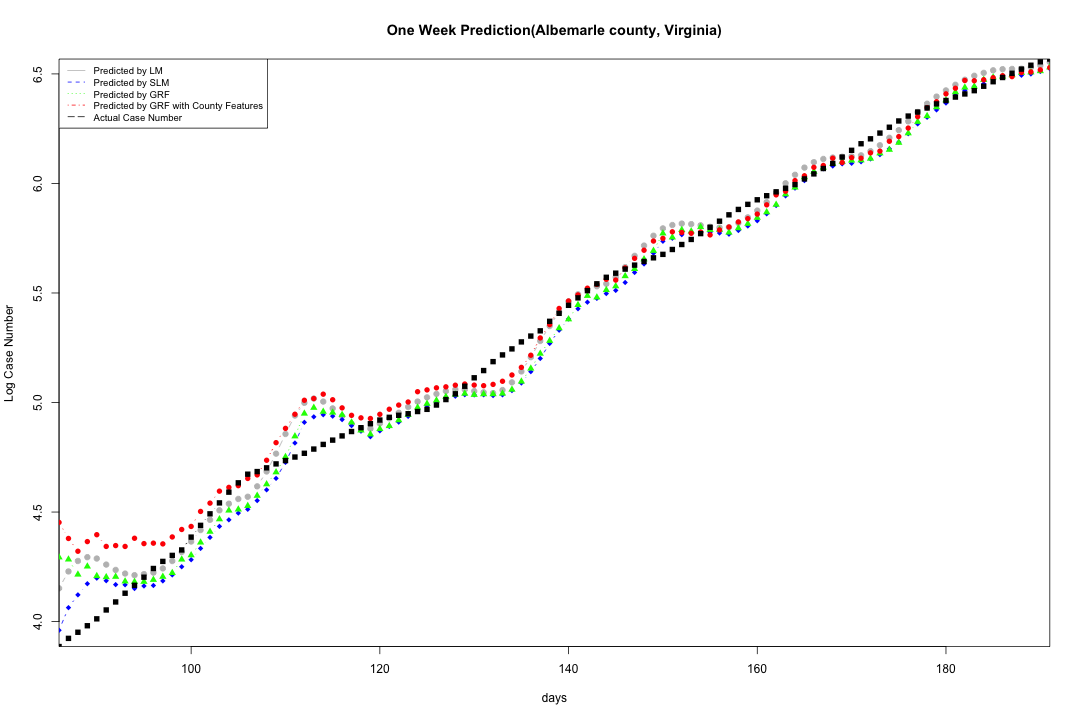 One Week Prediction(Albemarle county, Virginia)
Predicted by LM
Predicted by SLM
Predicted by GRF
Predicted by GRF with County Features
Actual Case Number
Log Case Number
6.5
6.0
5.5
5.0
4.5
4.0
100 120 140 160 180
days